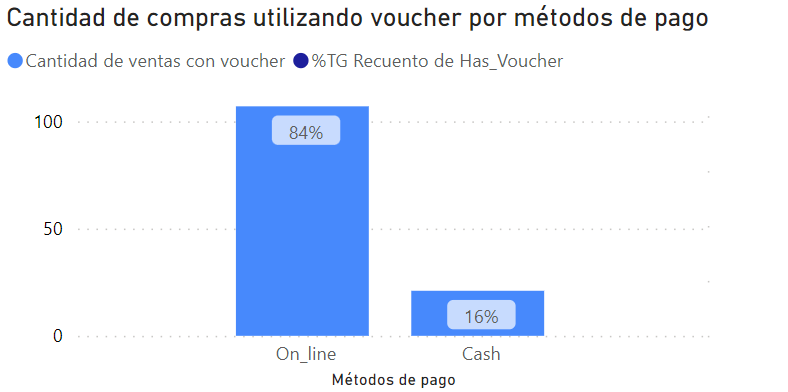 Cantidad de compras utilizando voucher por métodos de pago
Cantidad de ventas con voucher %TG Recuento de Has_Voucher
100
84%
50
16%
0
On_line Cash
Métodos de pago